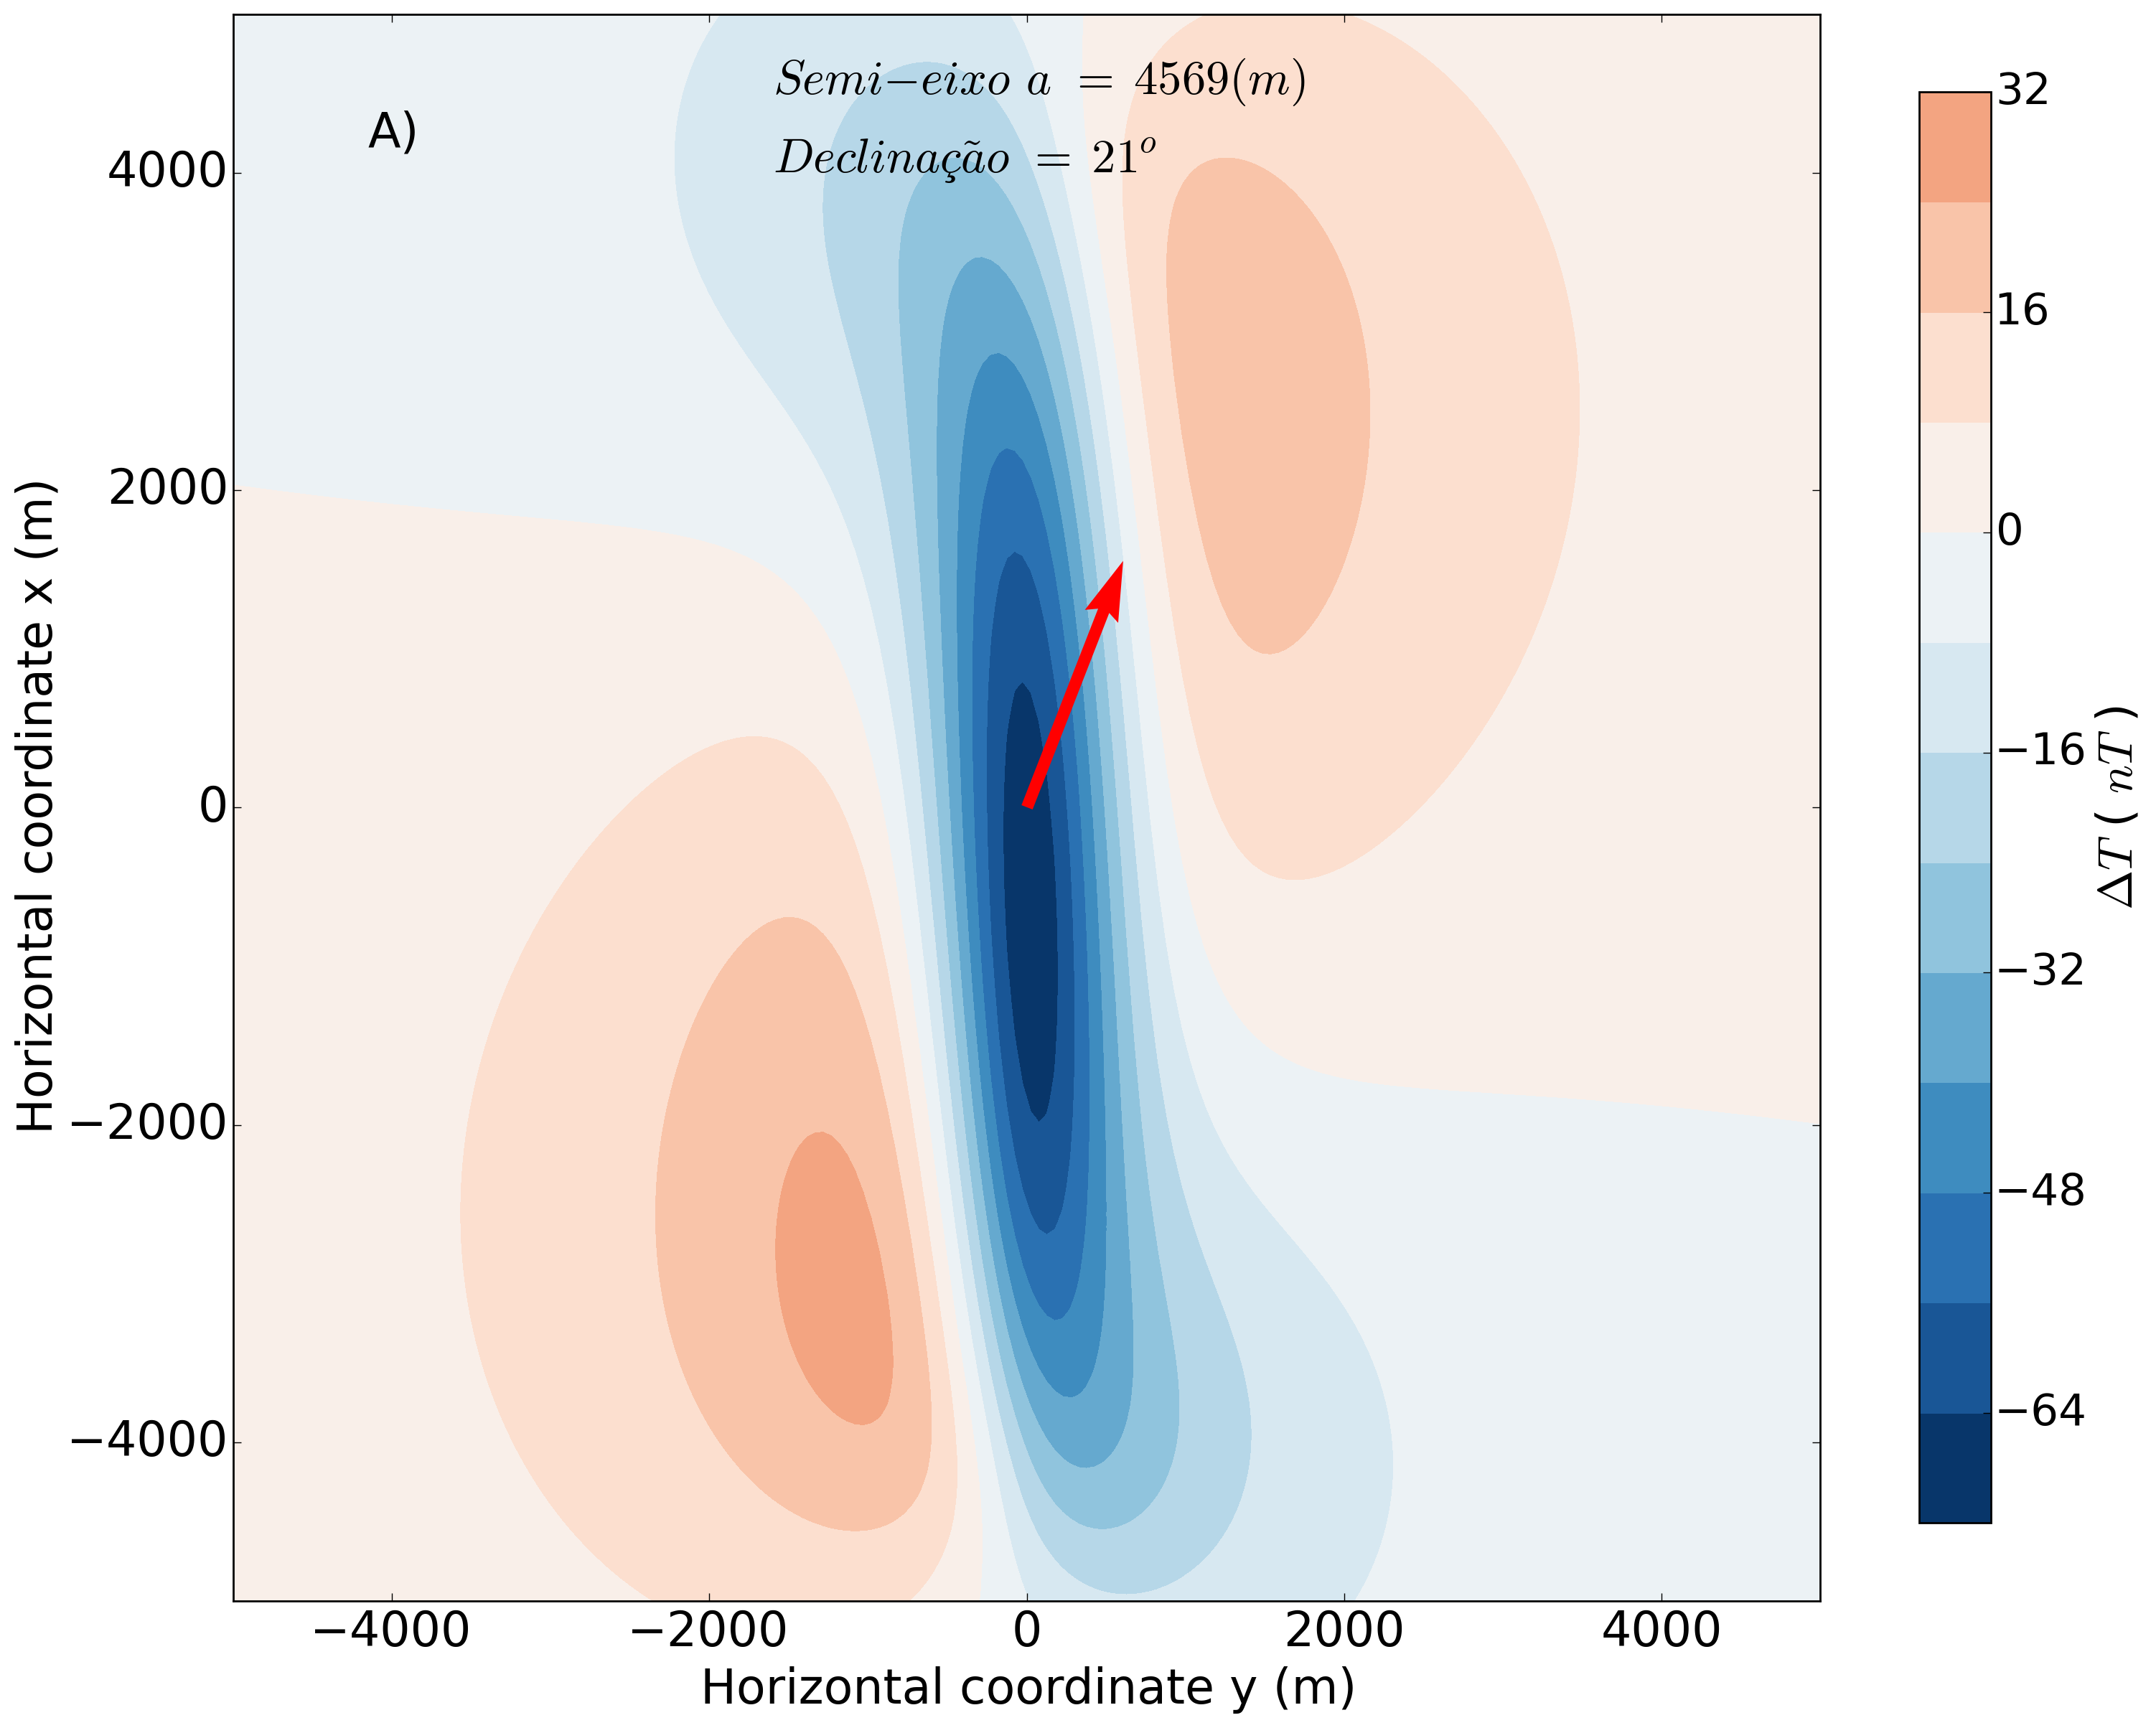 Semi−eixo a = 4569(m)
A)
Declinação = 21º
4000
2000
0
−2000
−4000
Horizontal coordinate x (m)
−4000 −2000 0 2000 4000
Horizontal coordinate y (m)
32
16
0
−16
−32
−48
−64
ΔT ( nT )